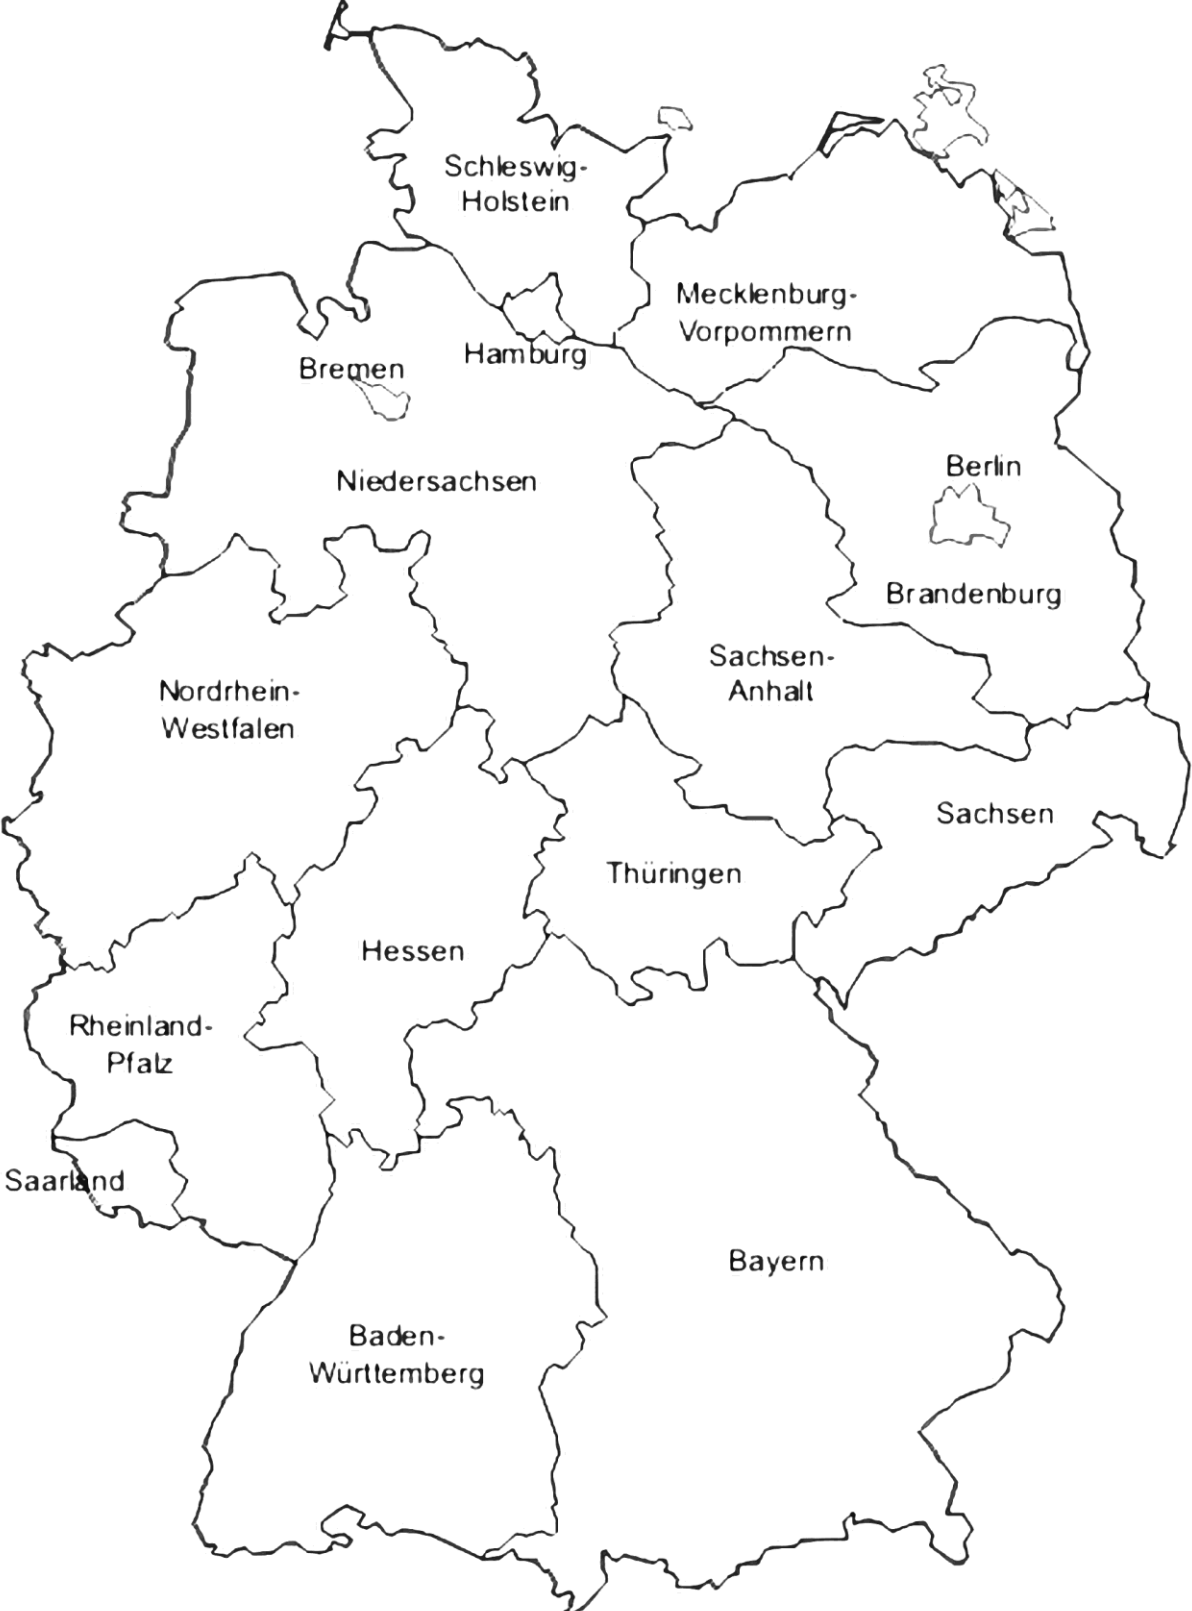 Schleswig-
Holstein
Mecklenburg-
Vorpommern
Hamburg
Bremen
Berlin
Niedersachsen
Brandenburg
Sachsen-
Anhalt
Nordrhein-
Westfalen
Sachsen
Thüringen
Hessen
Rheinland-
Pfalz
Saarland
Bayern
Baden-
Württemberg